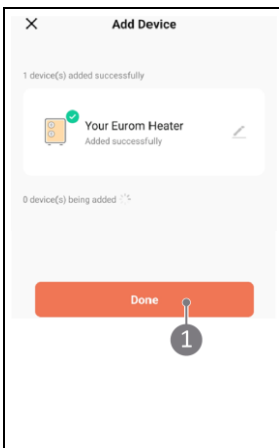 Add Device
1 device(s) added successfully
Your Eurom Heater
Added successfully
0 device(s) being added
Done
1